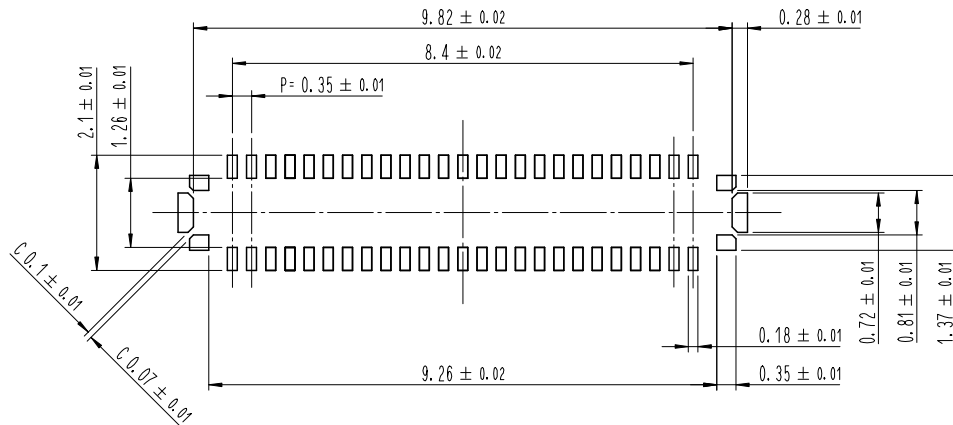 9.82 ± 0.02
0.28 ± 0.01
8.4 ± 0.02
P= 0.35 ± 0.01
2.1 ± 0.01
1.26 ± 0.01
C 0.1 ± 0.01
C 0.07 ± 0.01
0.72 ± 0.01
0.81 ± 0.01
1.37 ± 0.01
0.18 ± 0.01
9.26 ± 0.02
0.35 ± 0.01